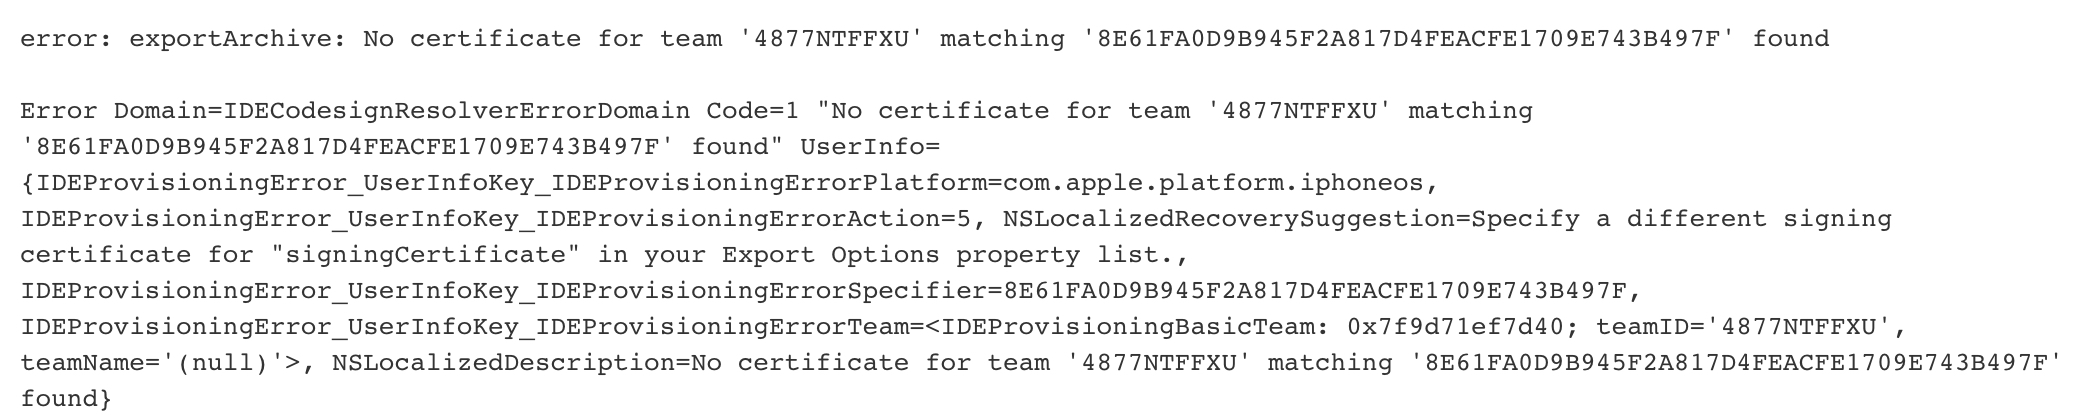 error: exportArchive: No certificate for team '4877NTFFXU' matching '8E61FA0D9B945F2A817D4FEACFE1709E743B497F' found
Error Domain=IDECodesignResolverErrorDomain Code=1 "No certificate for team '4877NTFFXU' matching
'8E61FA0D9B945F2A817D4FEACFE1709E743B497F' found" UserInfo=
{IDEProvisioningError_UserInfoKey_IDEProvisioningErrorPlatform=com.apple.platform.iphoneos,
IDEProvisioningError_UserInfoKey_IDEProvisioningErrorAction=5, NSLocalizedRecoverySuggestion=Specify a different signing
certificate for "signingCertificate" in your Export Options property list.,
IDEProvisioningError_UserInfoKey_IDEProvisioningErrorSpecifier=8E61FA0D9B945F2A817D4FEACFE1709E743B497F,
IDEProvisioningError_UserInfoKey_IDEProvisioningErrorTeam=<IDEProvisioningBasicTeam: 0x7f9d71ef7d40; teamID='4877NTFFXU',
teamName='(null)'>, NSLocalizedDescription=No certificate for team '4877NTFFXU' matching '8E61FA0D9B945F2A817D4FEACFE1709E743B497F'
found}